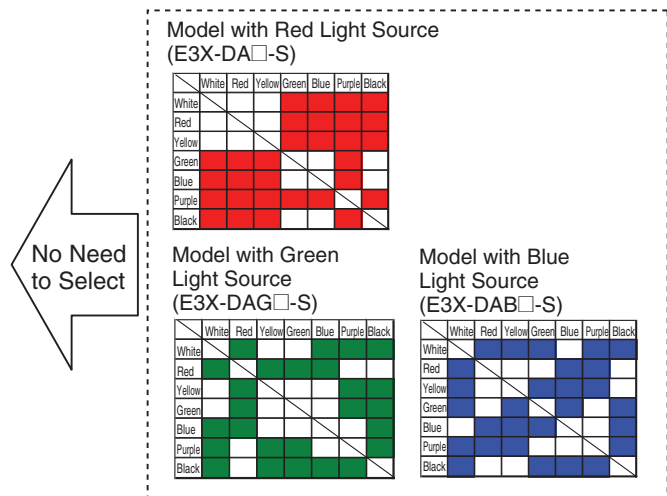 Model with Red Light Source
(E3X-DA□-S)
White Red Yellow Green Blue Purple Black
White
Red
Yellow
Green
Blue
Purple
Black
No Need
to Select
Model with Green
Light Source
(E3X-DAG□-S)
White Red Yellow Green Blue Purple Black
White
Red
Yellow
Green
Blue
Purple
Black
Model with Blue
Light Source
(E3X-DAB□-S)
White Red Yellow Green Blue Purple Black
White
Red
Yellow
Green
Blue
Purple
Black